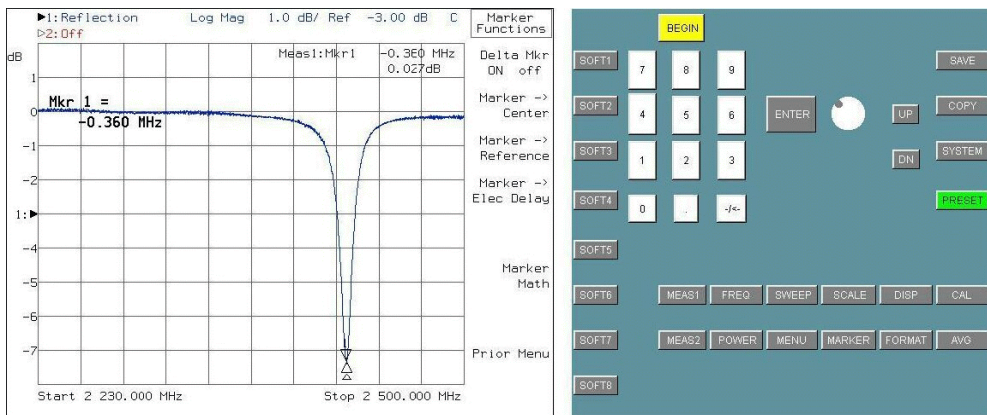 ►1:Reflection Log Mag 1.0 dB/ Ref -3.00 dB C
▷2:Off
dB
Meas1:Mkr1 -0.360 MHz
0.027dB
Mkr 1 =
-0.360 MHz
1
0
-1
-2
1:►
-4
-5
-6
-7
Start 2 230.000 MHz Stop 2 500.000 MHz
Marker
Functions
Delta Mkr
ON off
Marker ->
Center
Marker ->
Reference
Marker ->
Elec Delay
Marker
Math
Prior Menu
BEGIN
SOFT1 7 8 9 SAVE
SOFT2 4 5 6 ENTER UP COPY
SOFT3 1 2 3 DN SYSTEM
SOFT4 0 . -/<- PRESET
SOFT5
SOFT6 MEAS1 FREQ SWEEP SCALE DISP CAL
SOFT7 MEAS2 POWER MENU MARKER FORMAT AVG
SOFT8